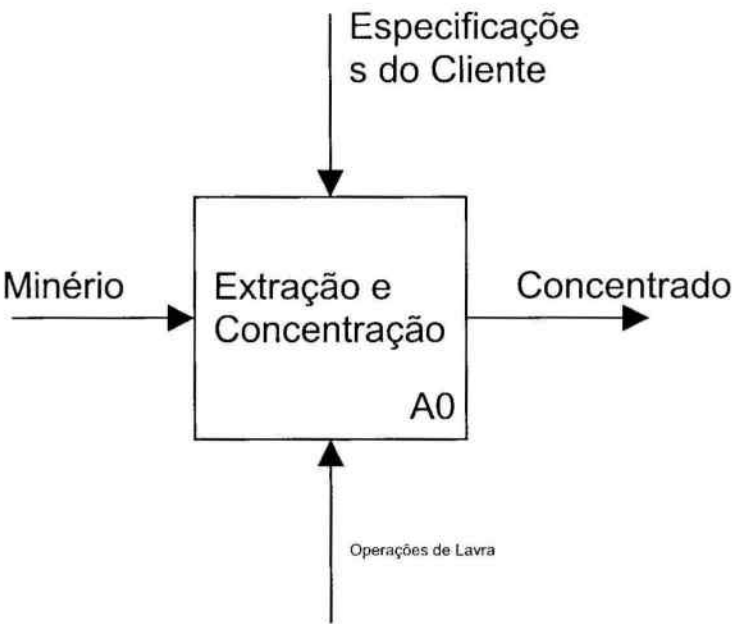 Especificaçõe
s do Cliente
Minério
Extração e
Concentração
Concentrado
A0
Operações de Lavra